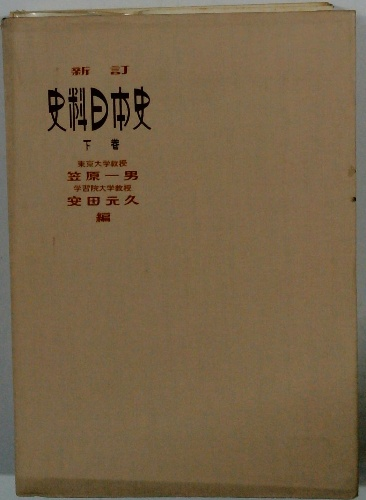 新訂
史料日本史
下巻
東京大学教授
笠原一男
学習院大学教授
安田元久
編